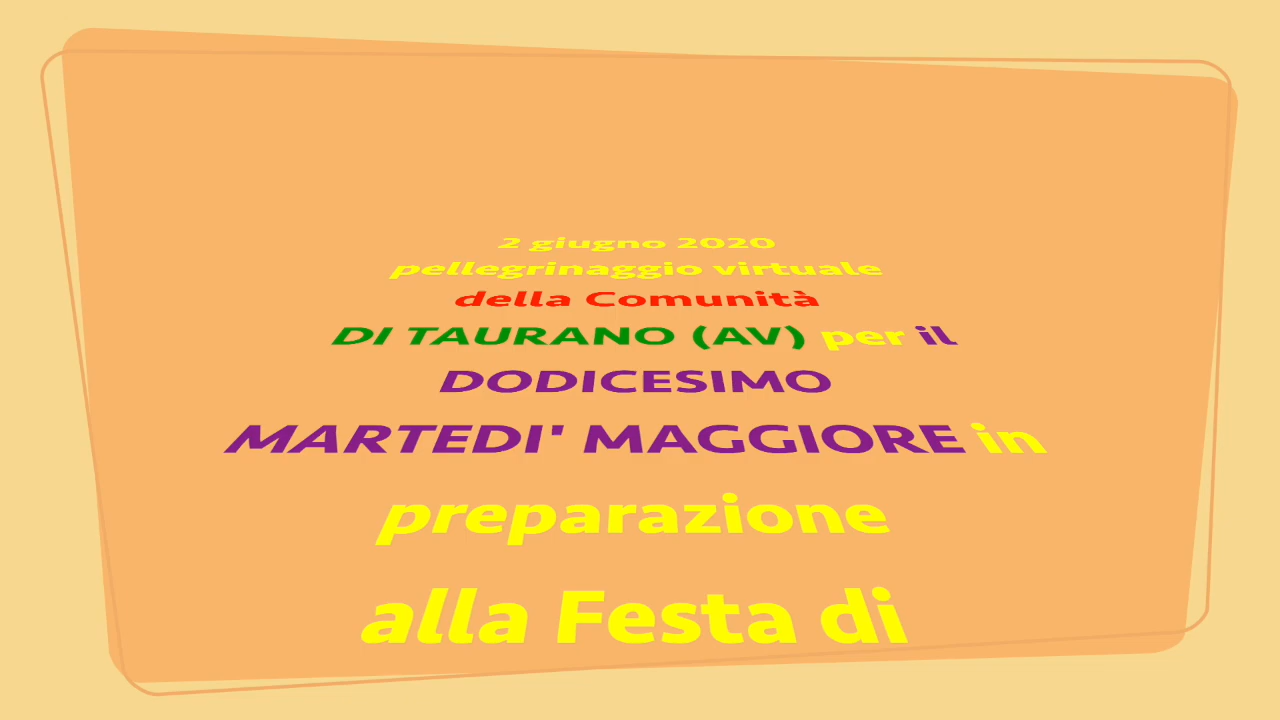 2 giugno 2020
pellegrinaggio virtuale
della Comunità
DI TAURANO (AV) per il
DODICESIMO
MARTEDI' MAGGIORE in
preparazione
alla Festa di